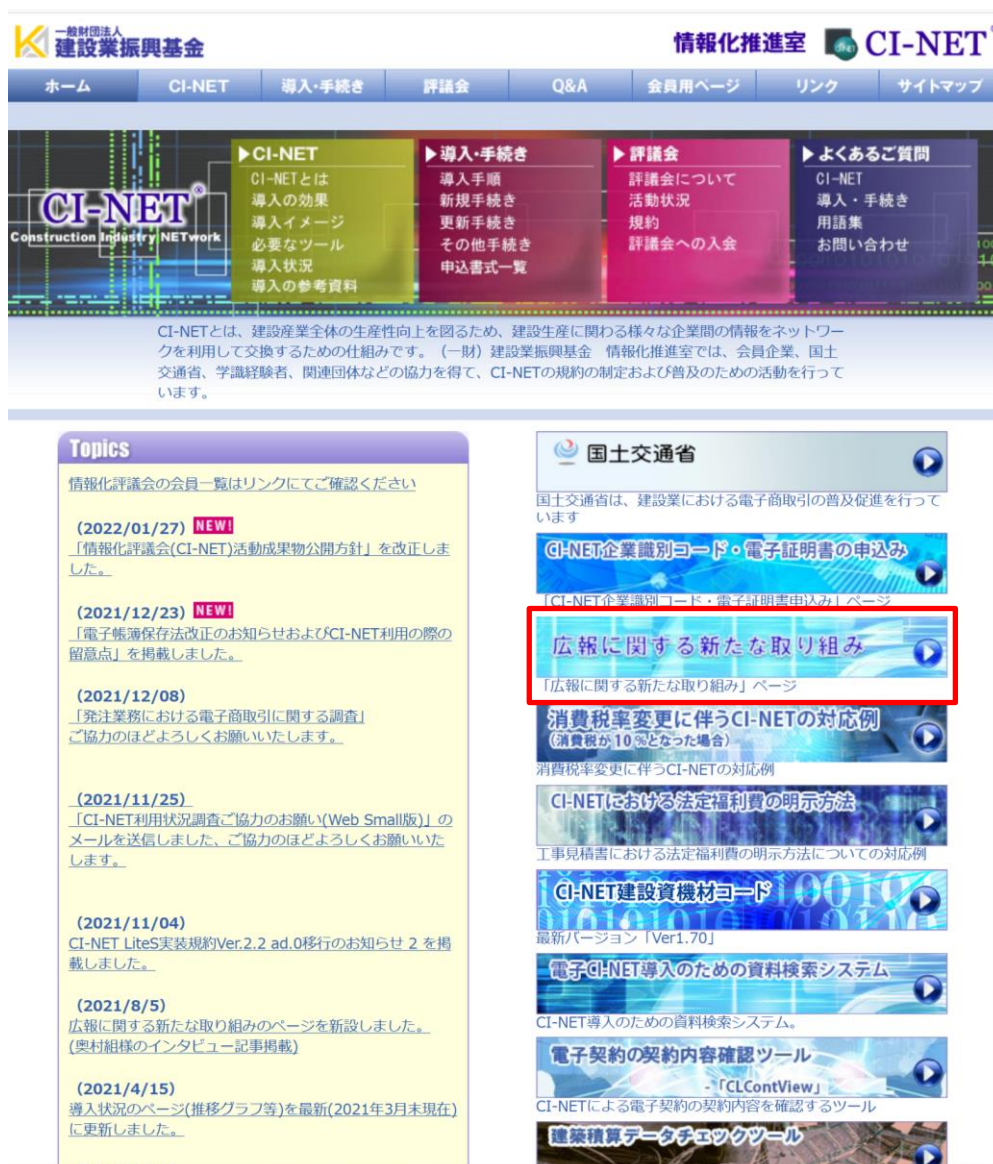 一般財団法人
建設業振興基金
情報化推進室 CI-NET
ホーム CI-NET 導入・手続き 評議会 Q&A 会員用ページ リンク サイトマップ
CI-NET®
Construction Industry NETwork
▶CI-NET
CI-NETとは
導入の効果
導入イメージ
必要なツール
導入状況
導入の参考資料
▶導入・手続き
導入手順
新規手続き
更新手続き
その他手続き
申込書式一覧
▶評議会
評議会について
活動状況
規約
評議会への入会
▶よくあるご質問
CI-NET
導入・手続き
用語集
お問い合わせ
CI-NETとは、建設産業全体の生産性向上を図るため、建設生産に関わる様々な企業間の情報をネットワー
クを利用して交換するための仕組みです。（一財）建設業振興基金 情報化推進室では、会員企業、国土
交通省、学識経験者、関連団体などの協力を得て、CI-NETの規約の制定および普及のための活動を行って
います。
Topics
情報化評議会の会員一覧はリンクにてご確認ください
（2022/01/27）NEW!
「情報化評議会(CI-NET)活動成果物公開方針」を改正しま
した。
（2021/12/23）NEW!
「電子帳簿保存法改正のお知らせおよびCI-NET利用の際の
留意点」を掲載しました。
（2021/12/08）
「発注業務における電子商取引に関する調査」
ご協力のほどよろしくお願いいたします。
（2021/11/25）
「CI-NET利用状況調査ご協力のお願い(Web Small版)」の
メールを送信しました、ご協力のほどよろしくお願いいた
します。
（2021/11/04）
CI-NET LiteS実装規約Ver.2.2 ad.0移行のお知らせ 2 を掲
載しました。
（2021/8/5）
広報に関する新たな取り組みのページを新設しました。
(奥村組様のインタビュー記事掲載)
（2021/4/15）
導入状況のページ(推移グラフ等)を最新(2021年3月末現在)
に更新しました。
国土交通省
国土交通省は、建設業における電子商取引の普及促進を行って
います
CI-NET企業識別コード・電子証明書の申込み
「CI-NET企業識別コード・電子証明書申込み」ページ
広報に関する新たな取り組み
「広報に関する新たな取り組み」ページ
消費税率変更に伴うCI-NETの対応例
（消費税が10％となった場合）
消費税率変更に伴うCI-NETの対応例
CI-NETにおける法定福利費の明示方法
工事見積書における法定福利費の明示方法についての対応例
CI-NET建設資機材コード
最新バージョン「Ver1.70」
電子CI-NET導入のための資料検索システム
CI-NET導入のための資料検索システム。
電子契約の契約内容確認ツール
-「CLContView」
CI-NETによる電子契約の契約内容を確認するツール
建築積算データチェックツール